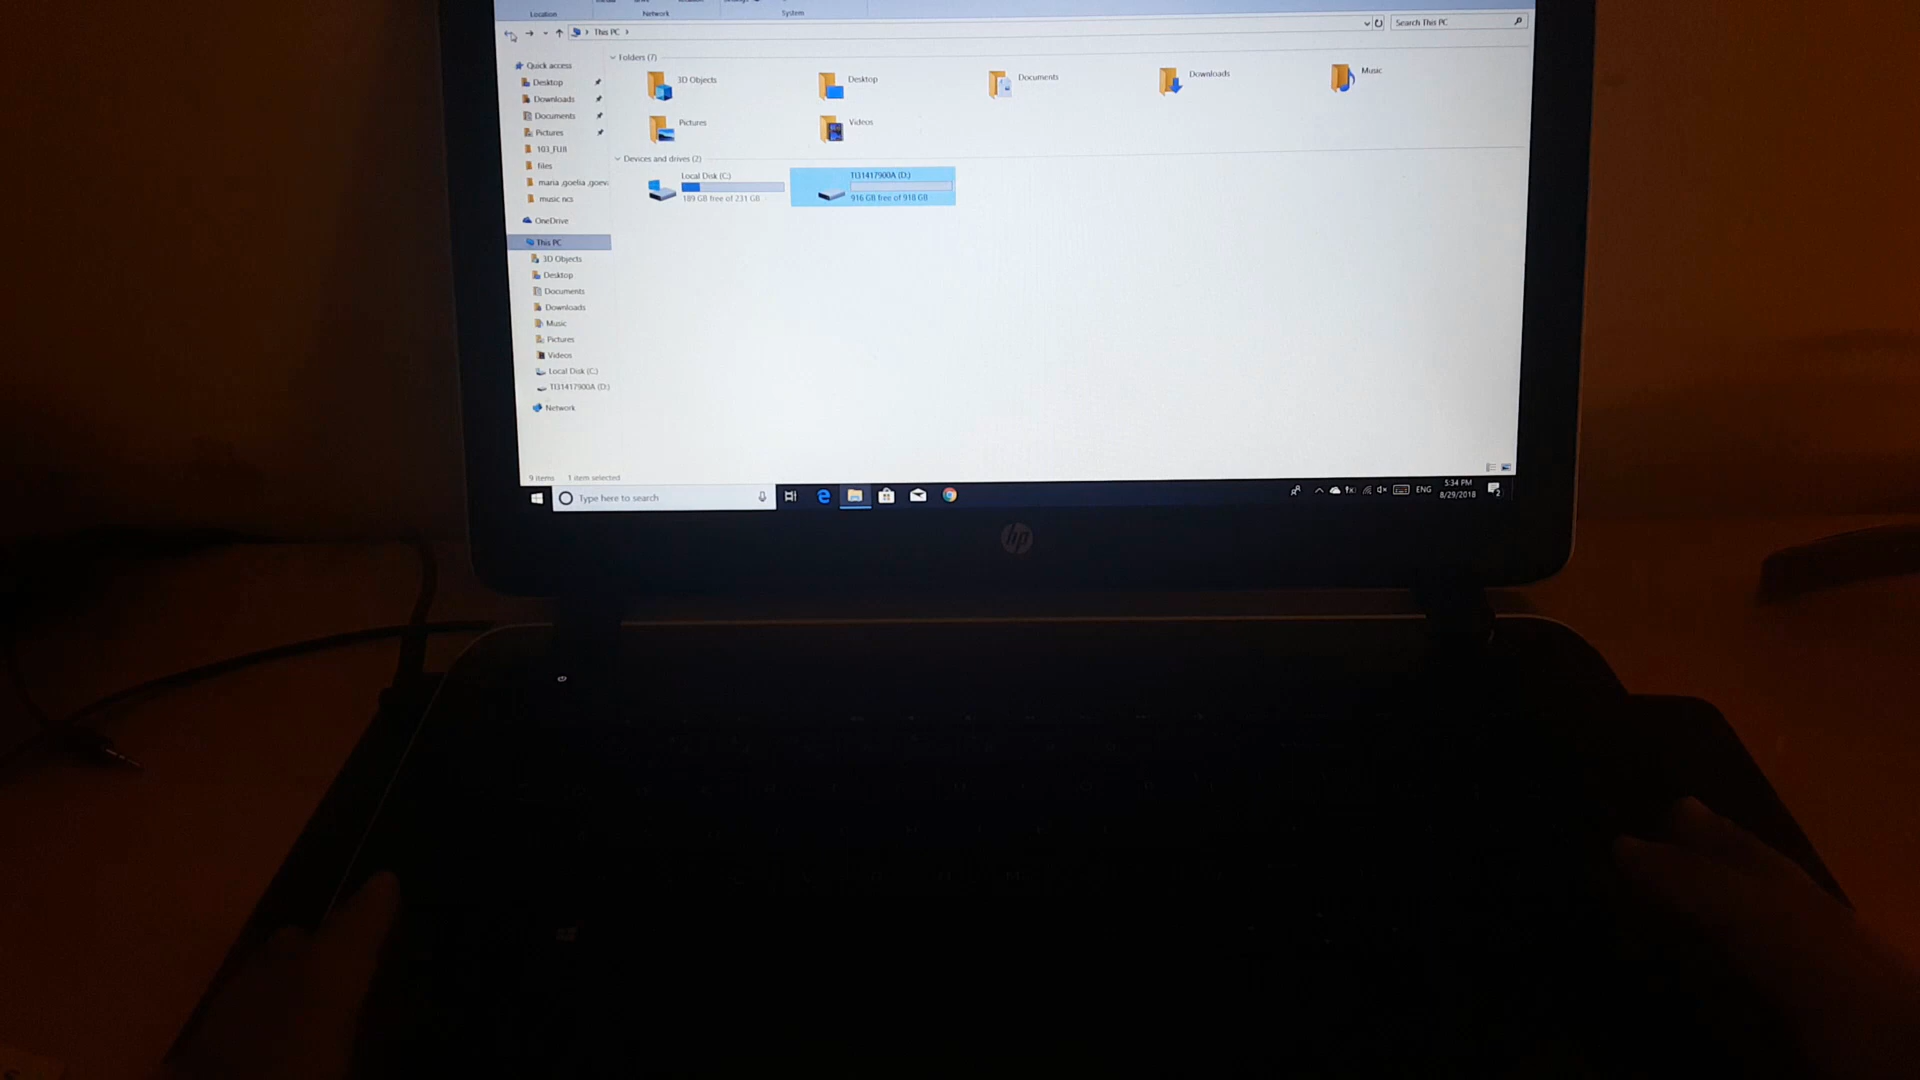 Location
Network
System
This PC
Search This PC
Quick access
Desktop
Downloads
Documents
Pictures
103_FUJI
files
music ncs
OneDrive
This PC
3D Objects
Desktop
Documents
Downloads
Music
Pictures
Videos
Local Disk (C:)
TI31417900A (D:)
Network
Folders (7)
3D Objects
Desktop
Documents
Downloads
Music
Pictures
Videos
Devices and drives (2)
Local Disk (C:)
189 GB free of 231 GB
TI31417900A (D:)
916 GB free of 918 GB
9 items 1 item selected
Type here to search
ENG
5:34 PM
8/29/2018
hp